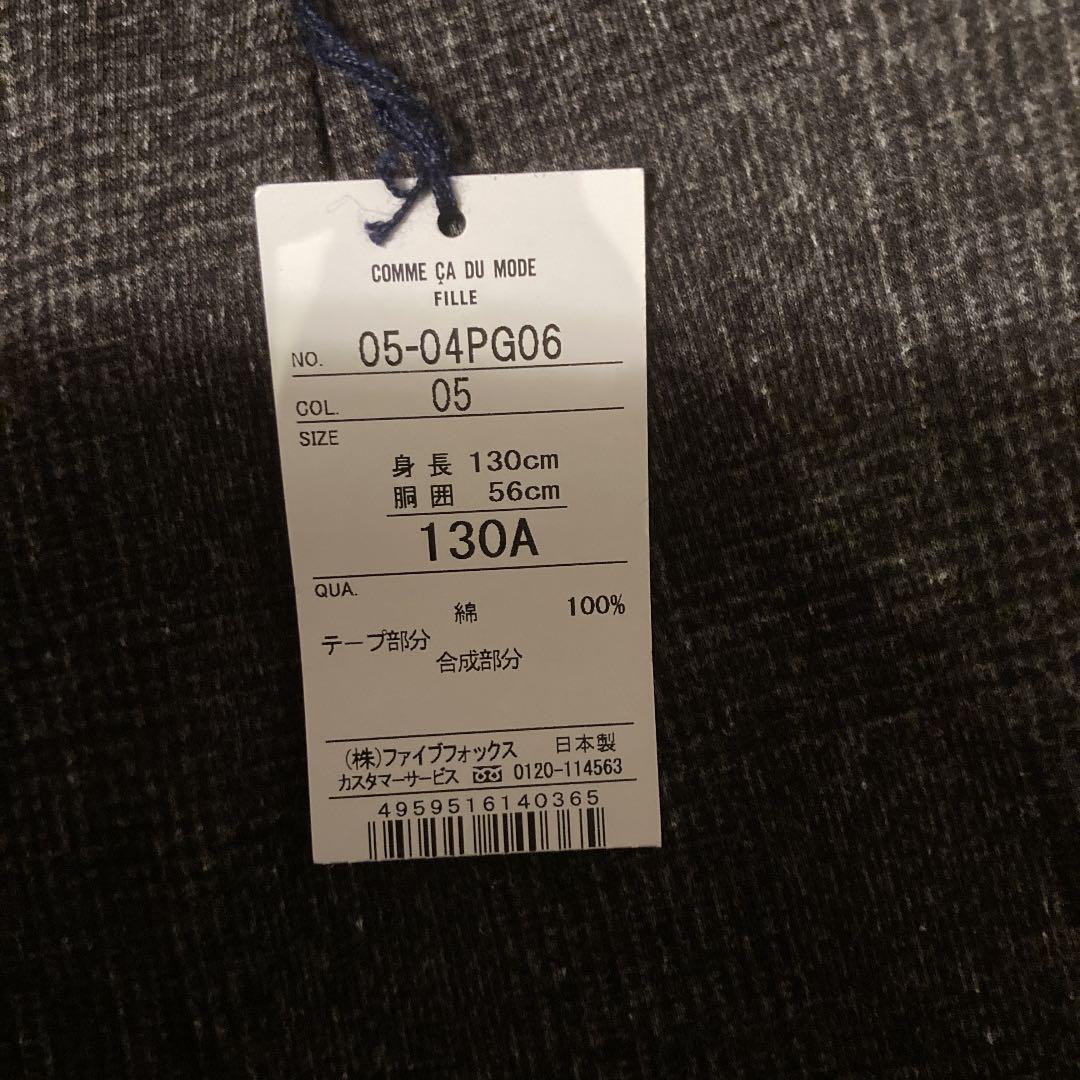 COMME ÇA DU MODE
FILLE
NO. 05-04PG06
COL. 05
SIZE
身長 130cm
胴囲 56cm
130A
QUA.
綿 100%
テープ部分
合成部分
(株)ファイブフォックス 日本製
カスタマーサービス 0120-114563
4959516140365